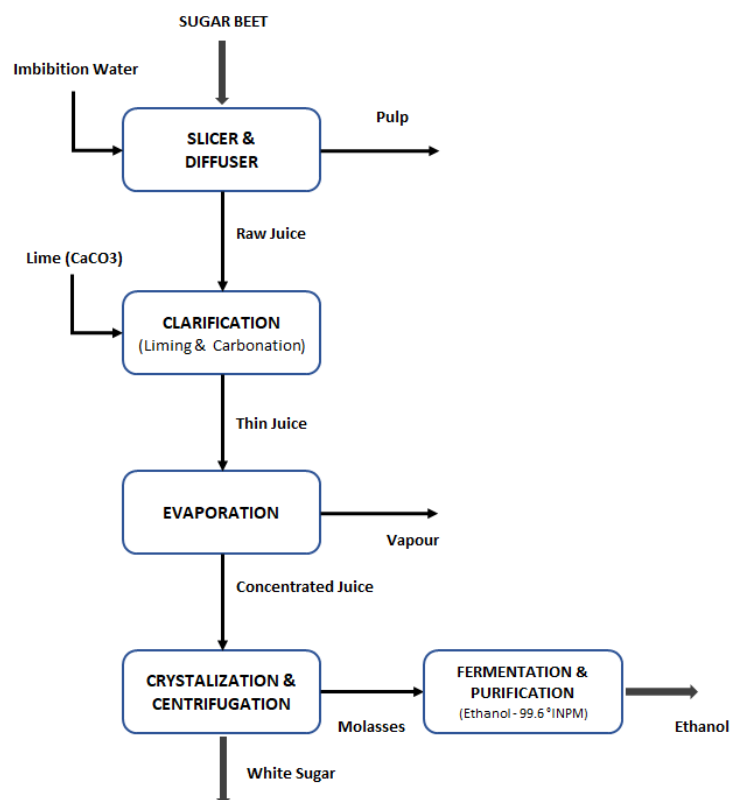 SUGAR BEET
Imbibition Water
SLICER &
DIFFUSER
Pulp
Raw Juice
Lime (CaCO3)
CLARIFICATION
(Liming & Carbonation)
Thin Juice
EVAPORATION
Vapour
Concentrated Juice
CRYSTALIZATION &
CENTRIFUGATION
Molasses
FERMENTATION &
PURIFICATION
(Ethanol - 99.6°INPM)
Ethanol
White Sugar